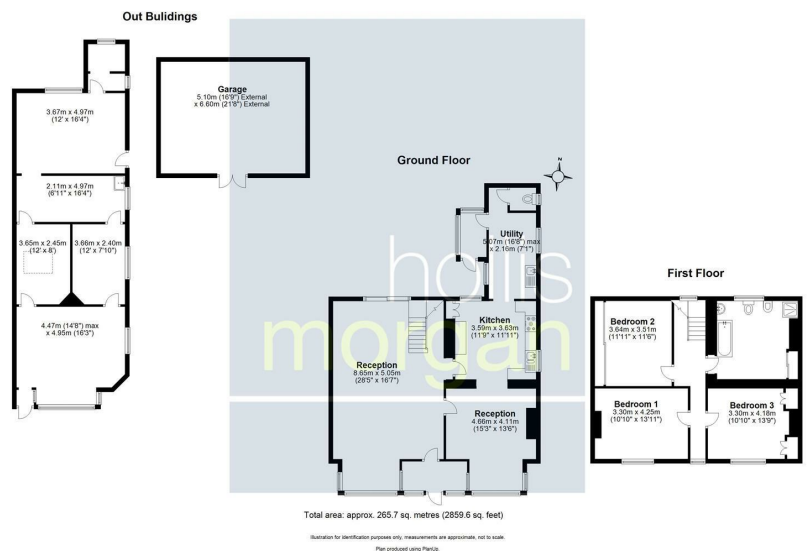 Out Bulidings
Garage
5.10m (16'9") External
x 6.60m (21'8") External
3.67m x 4.97m
(12' x 16'4")
2.11m x 4.97m
(6'11" x 16'4")
3.65m x 2.45m
(12' x 8')
3.66m x 2.40m
(12' x 7'10")
4.47m (14'8") max
x 4.95m (16'3")
Ground Floor
N
Utility
5.07m (16'8") max
x 2.16m (7'1")
Kitchen
3.59m x 3.63m
(11'9" x 11'11")
Reception
8.65m x 5.05m
(28'5" x 16'7")
Reception
4.66m x 4.11m
(15'3" x 13'6")
hollis
morgan
First Floor
Bedroom 2
3.64m x 3.51m
(11'11" x 11'6")
Bedroom 1
3.30m x 4.25m
(10'10" x 13'11")
Bedroom 3
3.30m x 4.18m
(10'10" x 13'9")
Total area: approx. 265.7 sq. metres (2859.6 sq. feet)
Illustration for identification purposes only, measurements are approximate, not to scale.
Plan produced using PlanUp.